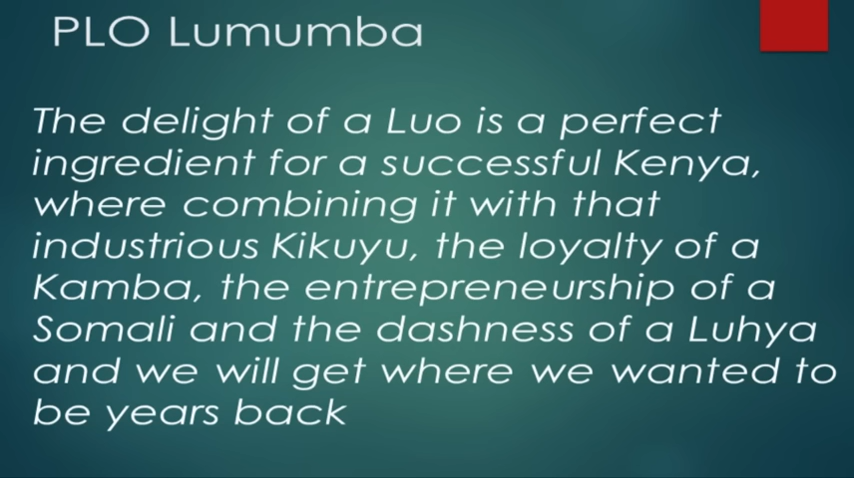 PLO Lumumba
The delight of a Luo is a perfect
ingredient for a successful Kenya,
where combining it with that
industrious Kikuyu, the loyalty of a
Kamba, the entrepreneurship of a
Somali and the dashness of a Luhya
and we will get where we wanted to
be years back